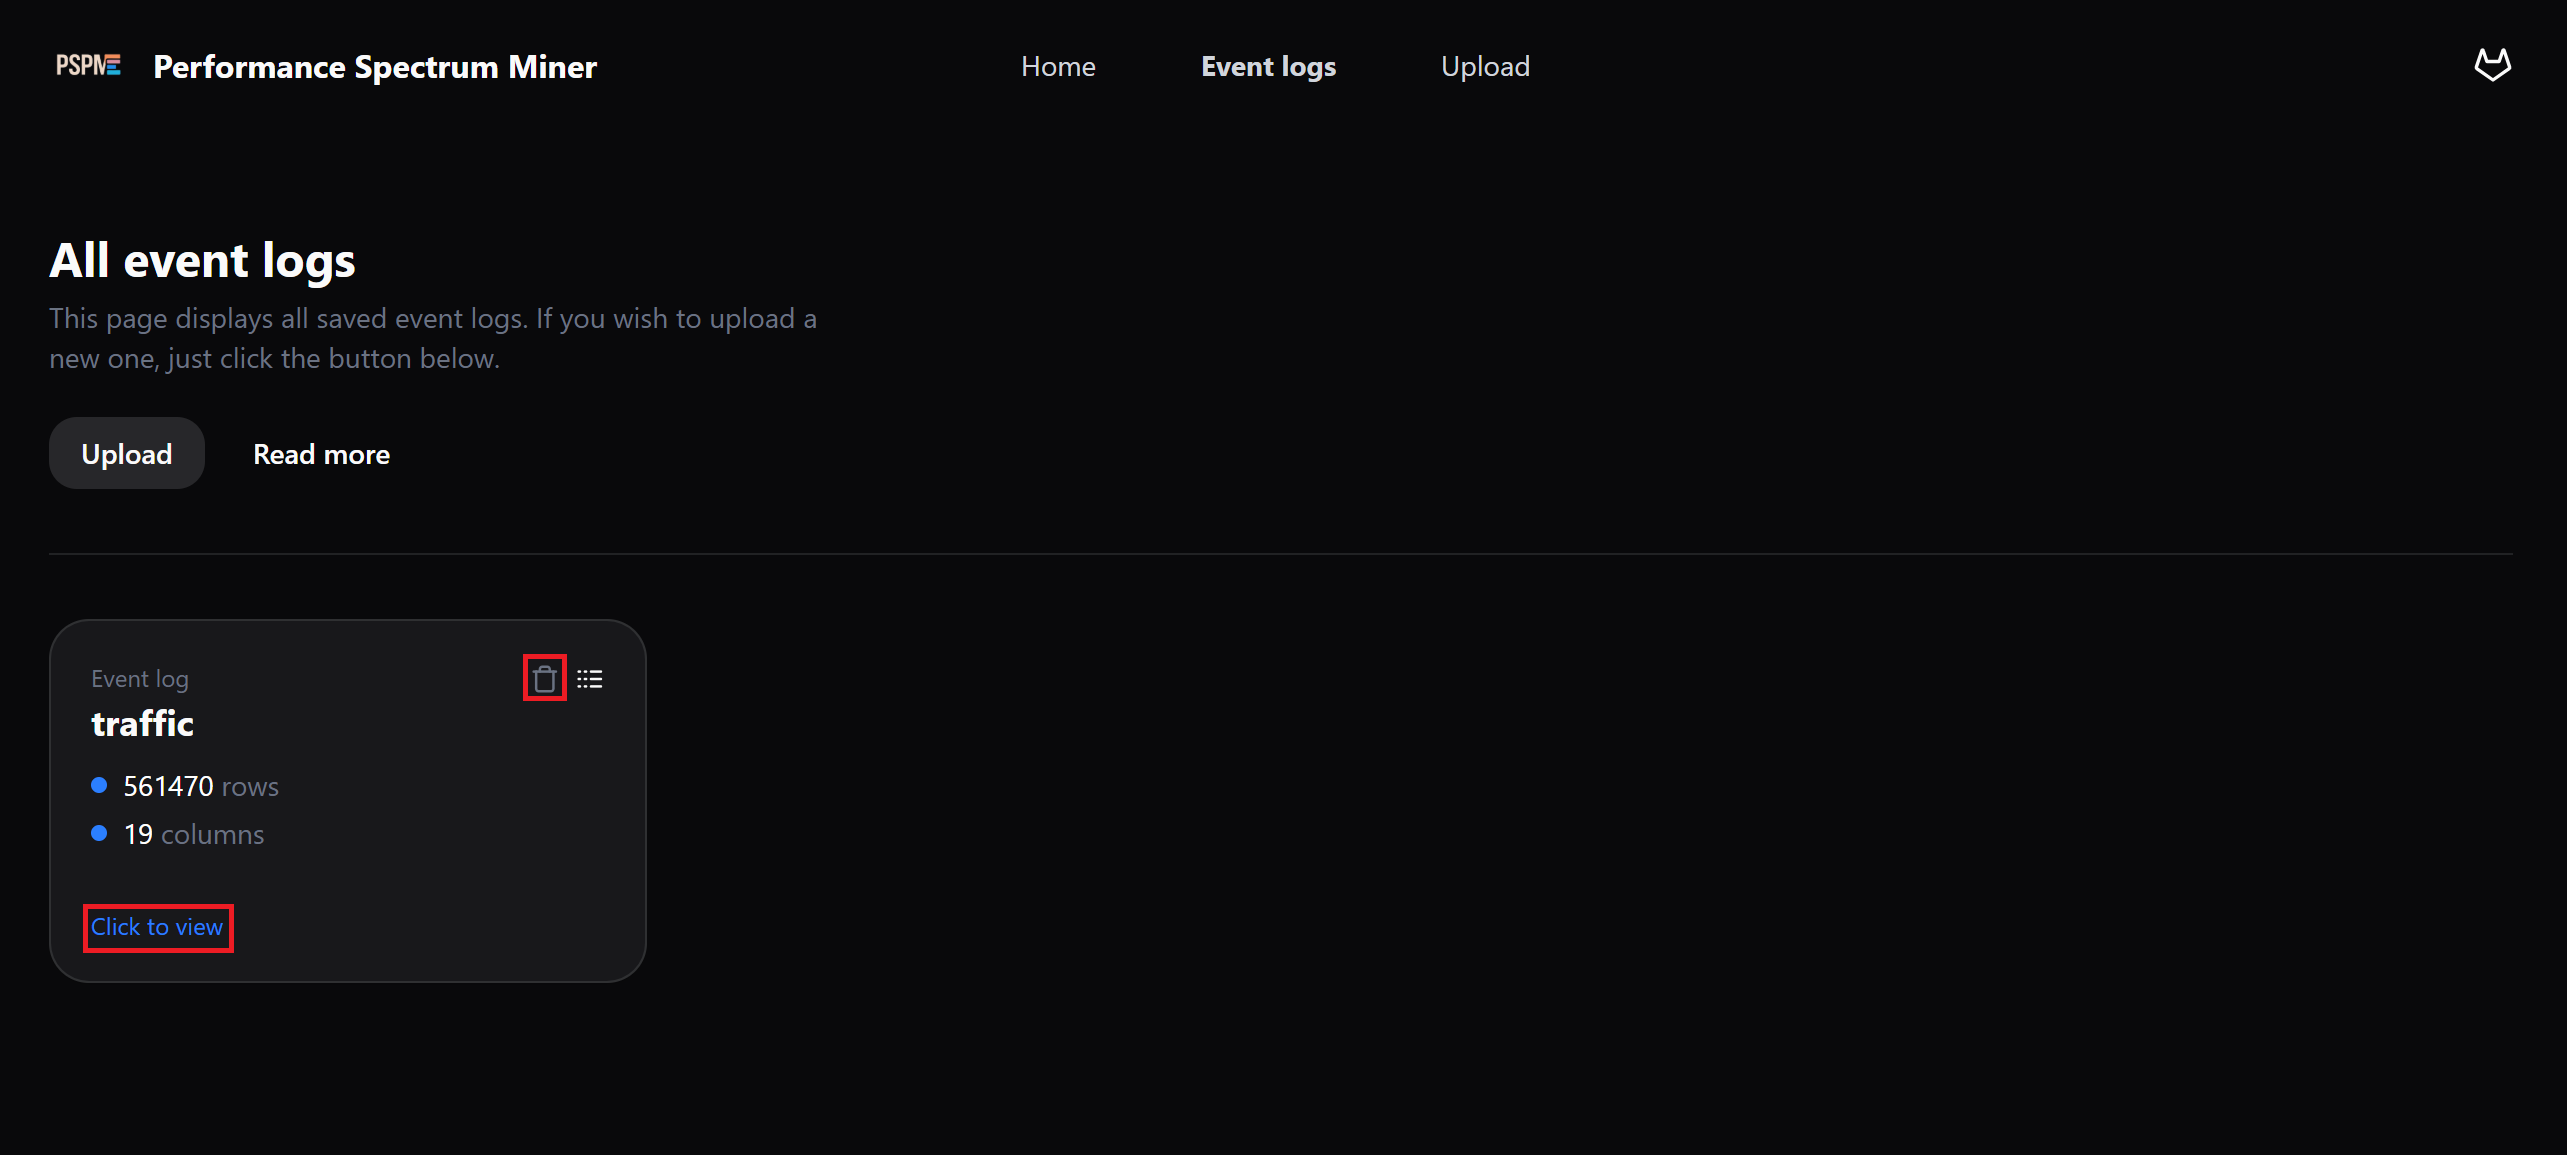 PSPM Performance Spectrum Miner Home Event logs Upload
All event logs
This page displays all saved event logs. If you wish to upload a
new one, just click the button below.
Upload Read more
Event log
traffic
561470 rows
19 columns
Click to view